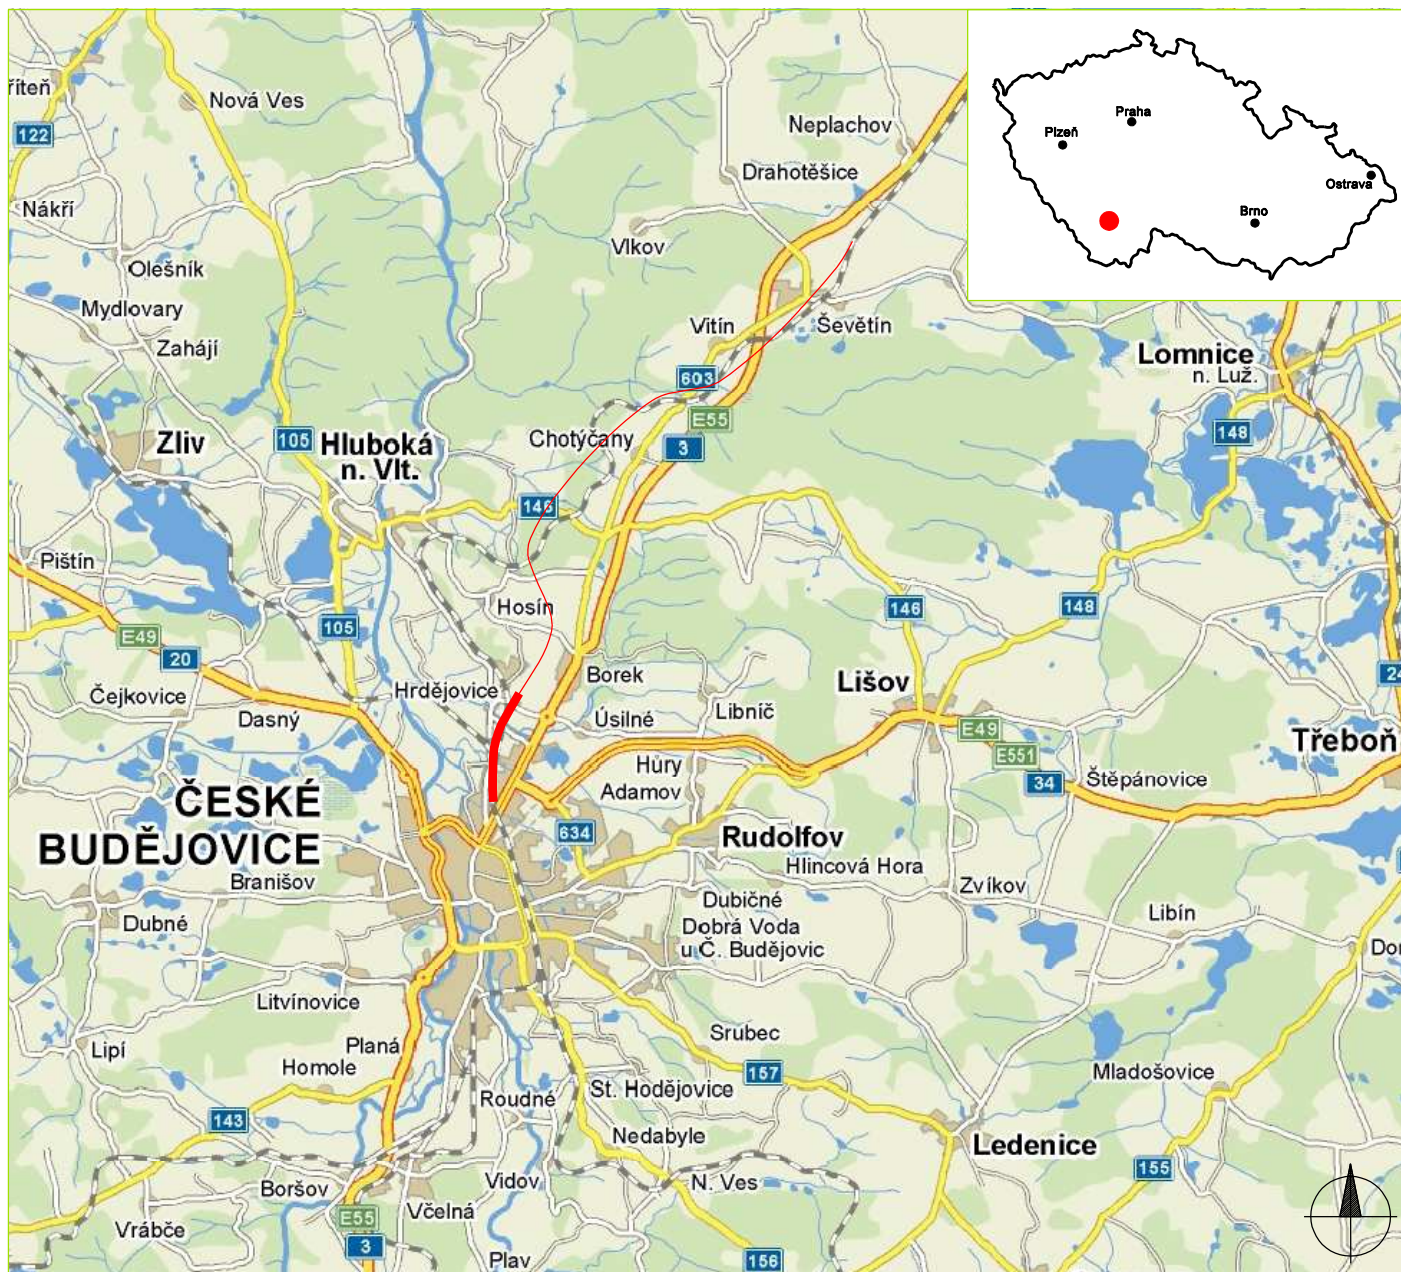 říteň
Nová Ves
122
Neplachov
Drahotěšice
Nákří
Vlkov
Olešník
Mydlovary
Zahájí
Vitín
Ševětín
Praha
Plzeň
Ostrava
Brno
Lomnice
n. Luž.
603
E55
3
Zliv
105
Hluboká
n. Vlt.
Chotýčany
148
146
Pištín
Hosín
146
148
105
E49
20
Borek
Lišov
Čejkovice
Hrdějovice
Dasný
Úsilné
Libníč
24
E49
E551
Třeboň
Hůry
Adamov
34
Štěpánovice
ČESKÉ
BUDĚJOVICE
634
Rudolfov
Hlincová Hora
Branišov
Zvíkov
Dubné
Dubičné
Libín
Dobrá Voda
u Č. Budějovic
Dor
Litvínovice
Lipí
Planá
Homole
Srubec
157
Mladošovice
St. Hodějovice
Roudné
143
Nedabyle
Ledenice
155
Boršov
Vidov
N. Ves
Včelná
Vrábče
E55
3
Plav
156